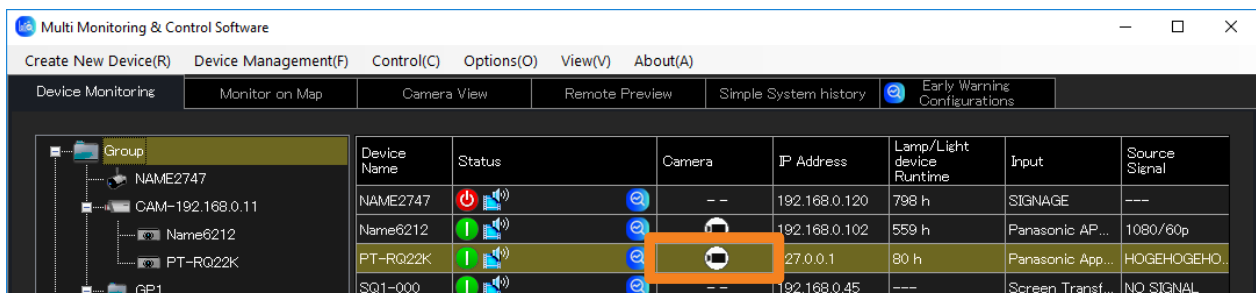 Multi Monitoring & Control Software
Create New Device(R) Device Management(F) Control(C) Options(O) View(V) About(A)
Device Monitoring Monitor on Map Camera View Remote Preview Simple System history Early Warning Configurations
Group
NAME2747
CAM-192.168.0.11
Name6212
PT-RQ22K
GP1
Device Name Status Camera IP Address Lamp/Light device Runtime Input Source Signal
NAME2747 -- 192.168.0.120 798 h SIGNAGE ---
Name6212 192.168.0.102 559 h Panasonic AP... 1080/60p
PT-RQ22K 27.0.0.1 80 h Panasonic App... HOGEHOGEHO...
SQ1-000 -- 192.168.0.45 --- Screen Transf... NO SIGNAL